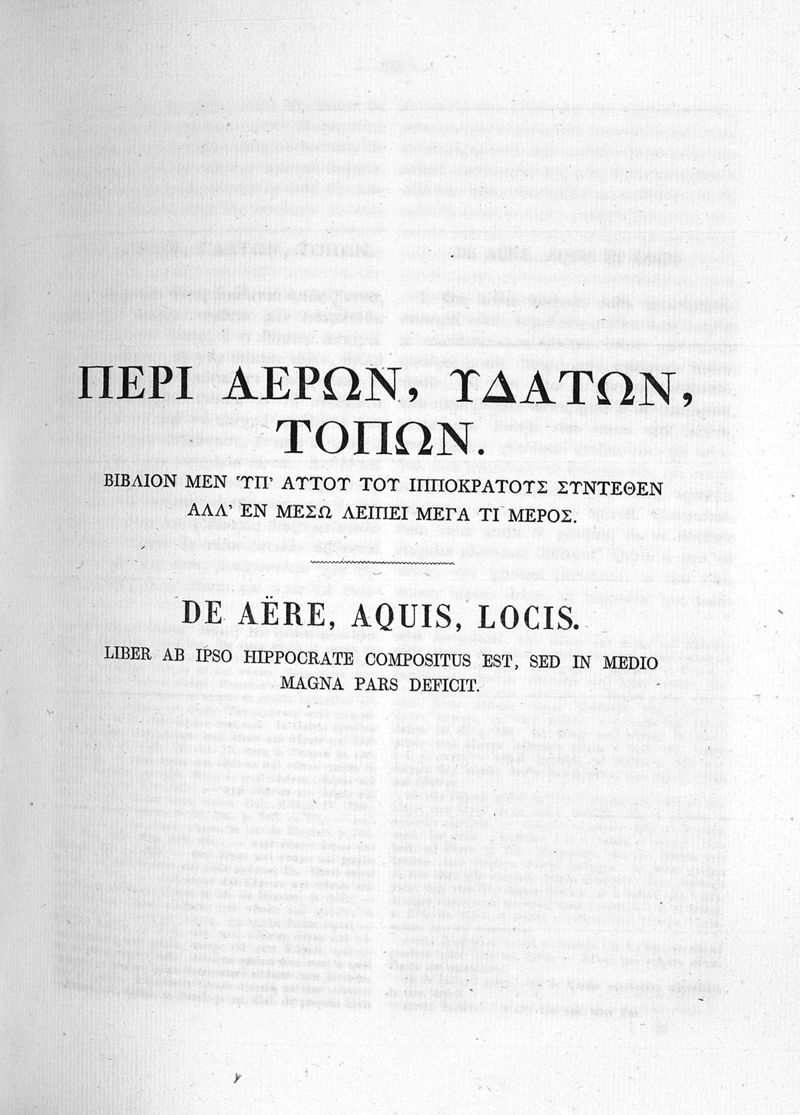 ΠΕΡΙ ΑΕΡΩΝ, ΥΔΑΤΩΝ,
ΤΟΠΩΝ.
ΒΙΒΛΙΟΝ ΜΕΝ ῾ΥΠ’ ΑΥΤΟΥ ΤΟΥ ΙΠΠΟΚΡΑΤΟΥΣ ΣΥΝΤΕΘΕΝ
ΑΛΛ’ ΕΝ ΜΕΣΩ ΛΕΙΠΕΙ ΜΕΓΑ ΤΙ ΜΕΡΟΣ.
DE AËRE, AQUIS, LOCIS.
LIBER AB IPSO HIPPOCRATE COMPOSITUS EST, SED IN MEDIO
MAGNA PARS DEFICIT.